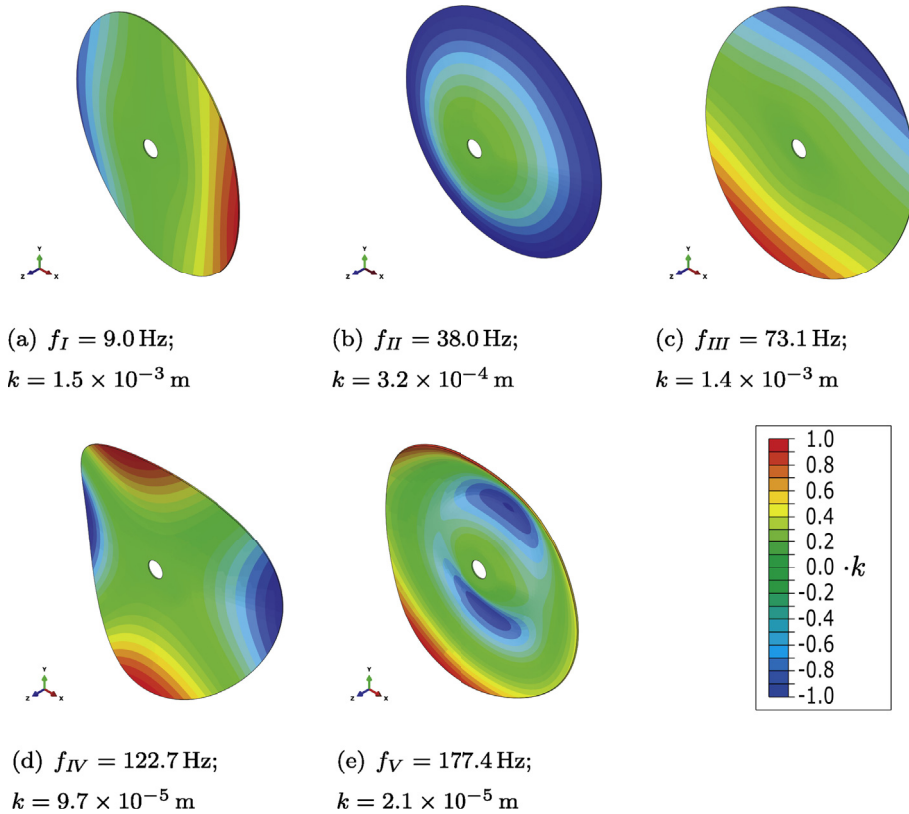 Y
Z
X
Y
Z
X
Y
Z
X
(a) f_I = 9.0 Hz;
k = 1.5 × 10⁻³ m
(b) f_II = 38.0 Hz;
k = 3.2 × 10⁻⁴ m
(c) f_III = 73.1 Hz;
k = 1.4 × 10⁻³ m
Y
Z
X
Y
Z
X
1.0
0.8
0.6
0.4
0.2
0.0
-0.2
-0.4
-0.6
-0.8
-1.0
·k
(d) f_IV = 122.7 Hz;
k = 9.7 × 10⁻⁵ m
(e) f_V = 177.4 Hz;
k = 2.1 × 10⁻⁵ m